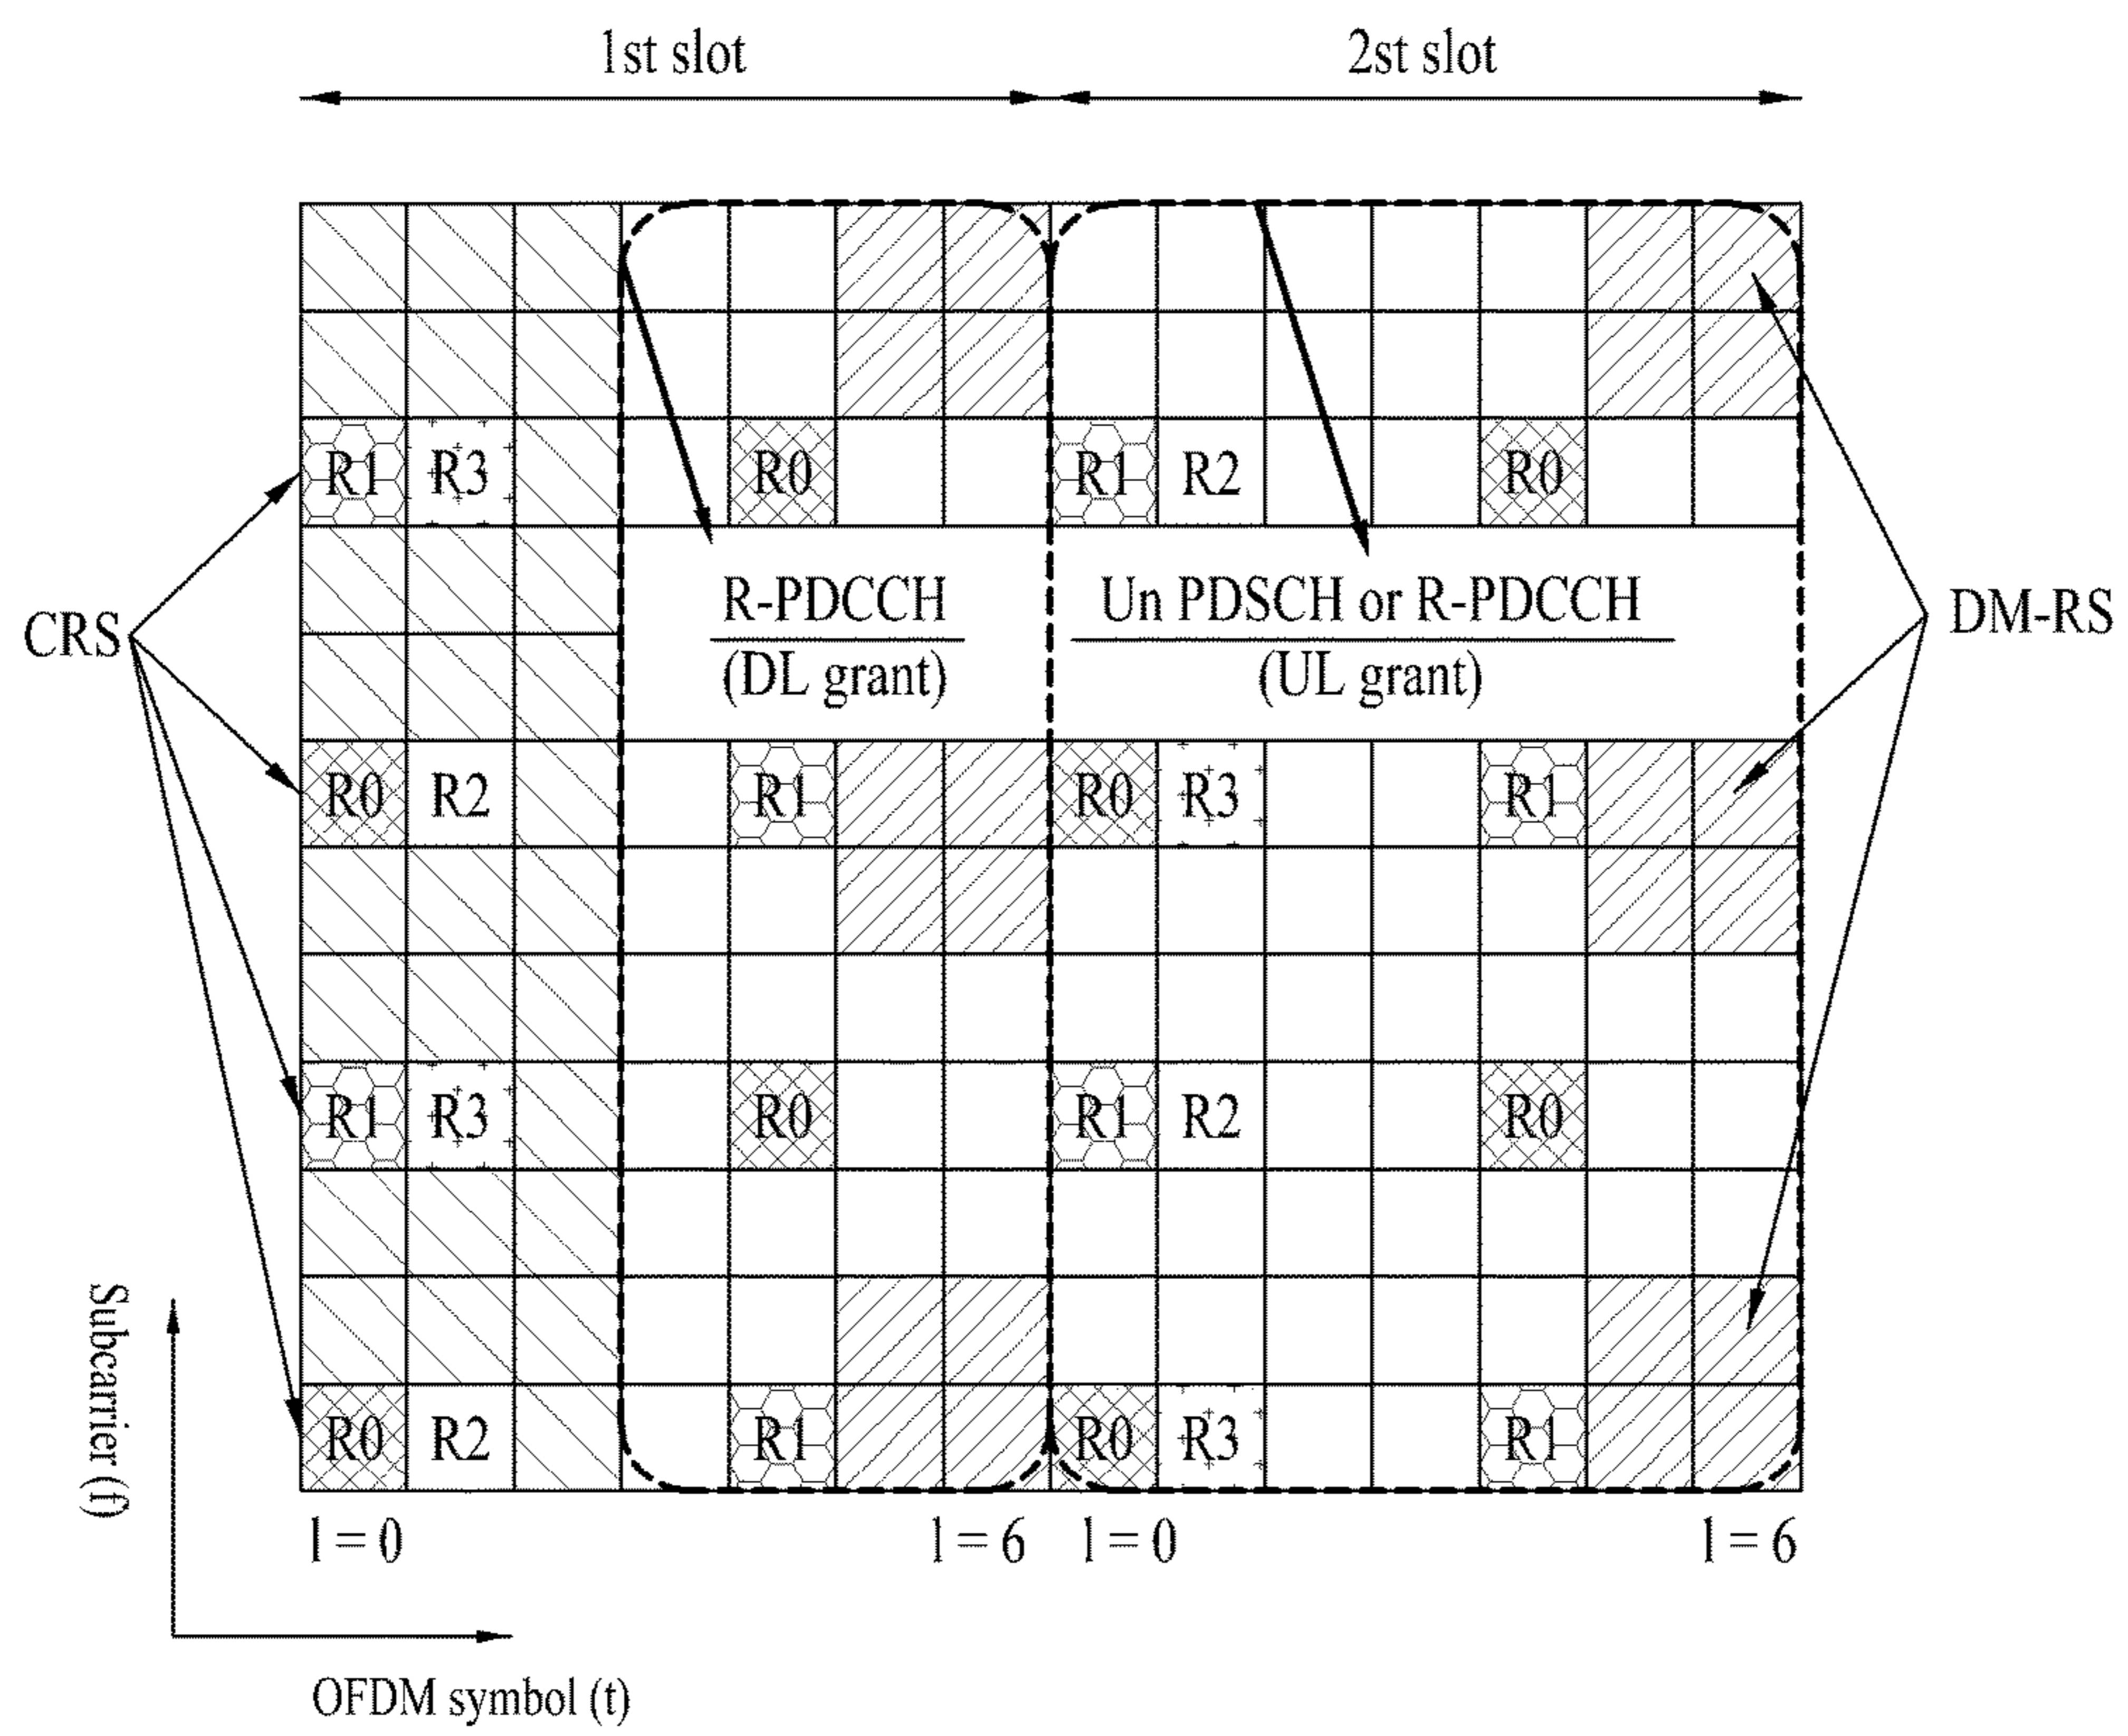 1st slot 2st slot
R1 R3 R0 R1 R2 R0
R-PDCCH Un PDSCH or R-PDCCH
CRS DM-RS
(DL grant) (UL grant)
R0 R2 R1 R0 R3 R1
R1 R3 R0 R1 R2 R0
Subcarrier (f)
R0 R2 R1 R0 R3 R1
l = 0 l = 6 l = 0 l = 6
OFDM symbol (t)